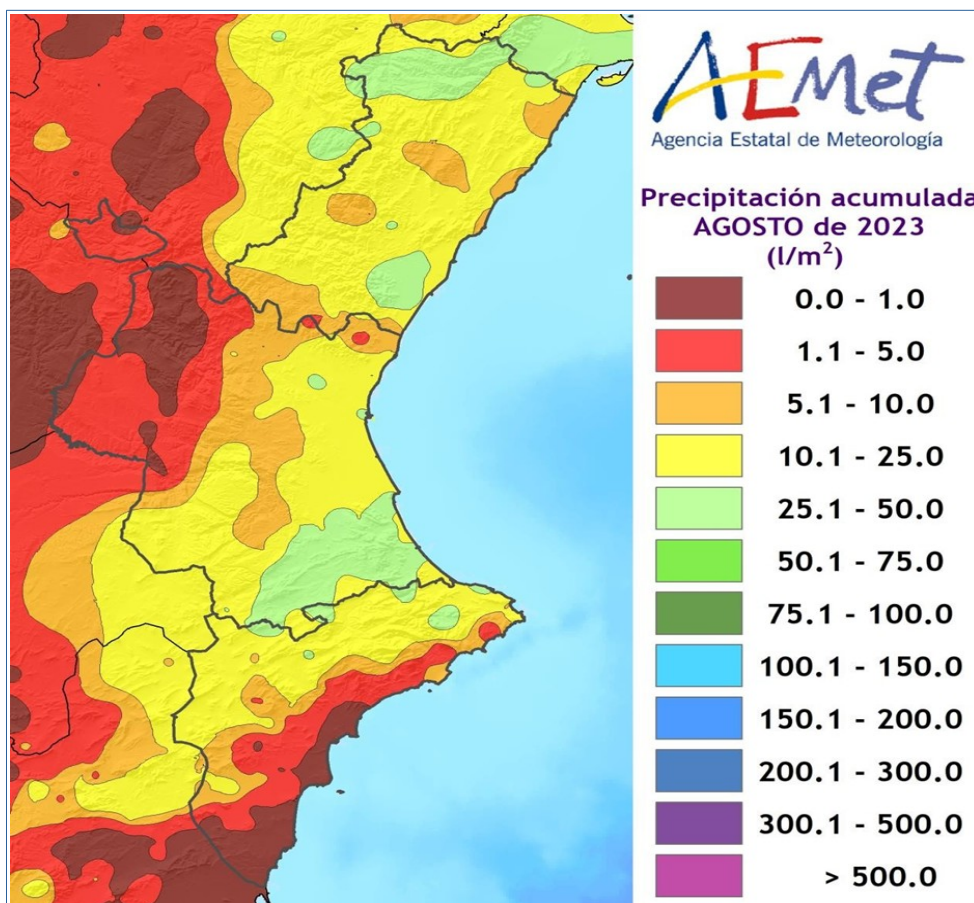 AEMet
Agencia Estatal de Meteorología
Precipitación acumulada
AGOSTO de 2023
(l/m²)
0.0 - 1.0
1.1 - 5.0
5.1 - 10.0
10.1 - 25.0
25.1 - 50.0
50.1 - 75.0
75.1 - 100.0
100.1 - 150.0
150.1 - 200.0
200.1 - 300.0
300.1 - 500.0
> 500.0